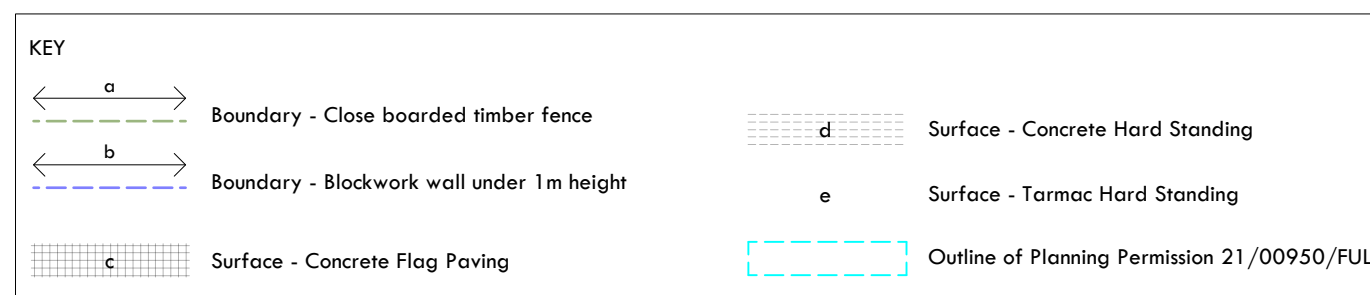 KEY
a
Boundary - Close boarded timber fence
b
Boundary - Blockwork wall under 1m height
c
Surface - Concrete Flag Paving
d
Surface - Concrete Hard Standing
e
Surface - Tarmac Hard Standing
Outline of Planning Permission 21/00950/FUL